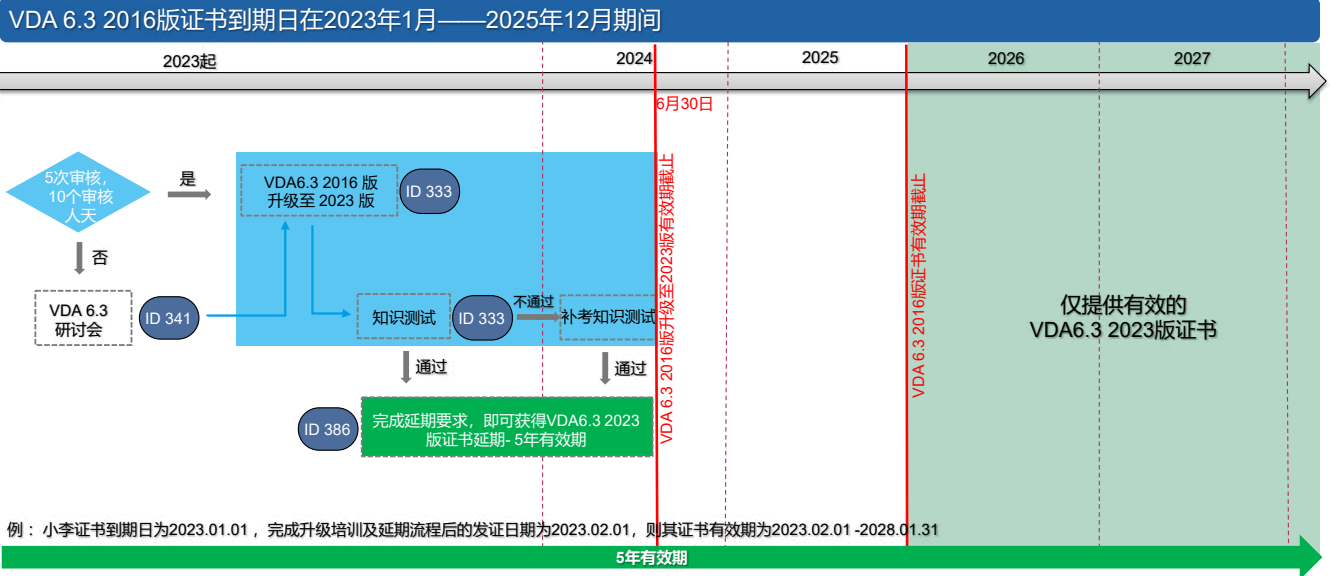 VDA 6.3 2016版证书到期日在2023年1月——2025年12月期间
2023起
2024
2025
2026
2027
6月30日
5次审核，
10个审核
人天
是
VDA6.3 2016 版
升级至 2023 版
ID 333
否
VDA 6.3
研讨会
ID 341
知识测试
ID 333
不通过
补考知识测试
通过
通过
ID 386
完成延期要求，即可获得VDA6.3 2023
版证书延期- 5年有效期
VDA 6.3 2016版升级至2023版有效期截止
VDA 6.3 2016版证书有效期截止
仅提供有效的
VDA6.3 2023版证书
例： 小李证书到期日为2023.01.01 ，完成升级培训及延期流程后的发证日期为2023.02.01，则其证书有效期为2023.02.01 -2028.01.31
5年有效期